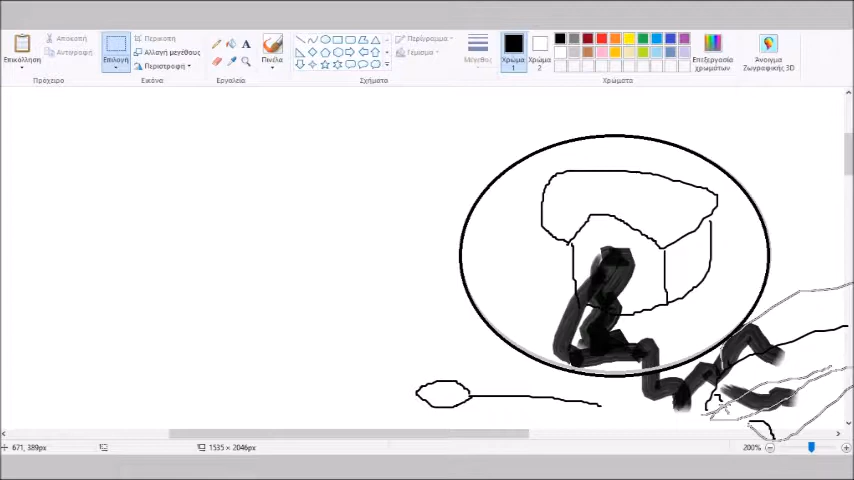 Επικόλληση
Αποκοπή
Αντιγραφή
Πρόχειρο
Επιλογή
Περικοπή
Αλλαγή μεγέθους
Περιστροφή
Εικόνα
A
Εργαλεία
Πινέλα
Περίγραμμα
Γέμισμα
Σχήματα
Μέγεθος
Χρώμα
1
Χρώμα
2
Χρώματα
Επεξεργασία
χρωμάτων
Άνοιγμα
Ζωγραφικής 3D
671, 389px
1535 × 2046px
200%